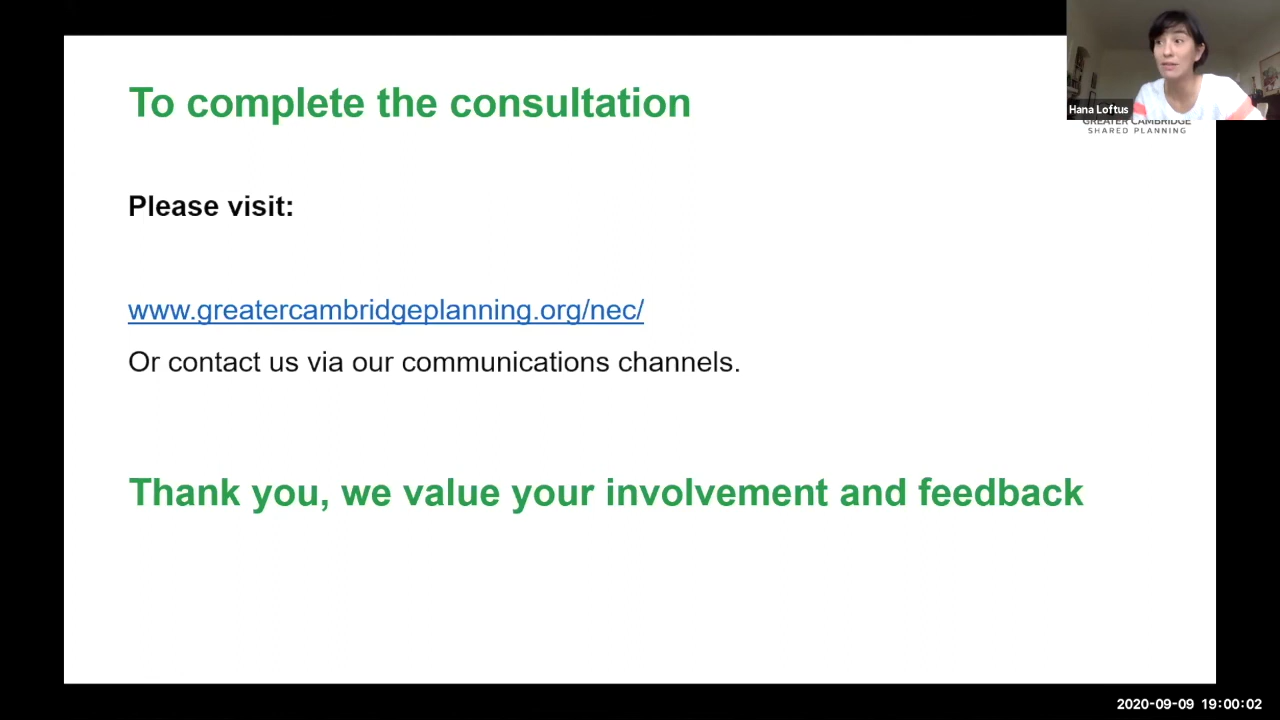 To complete the consultation
Hana Loftus
GREATER CAMBRIDGE
SHARED PLANNING
Please visit:
www.greatercambridgeplanning.org/nec/
Or contact us via our communications channels.
Thank you, we value your involvement and feedback
2020-09-09 19:00:02